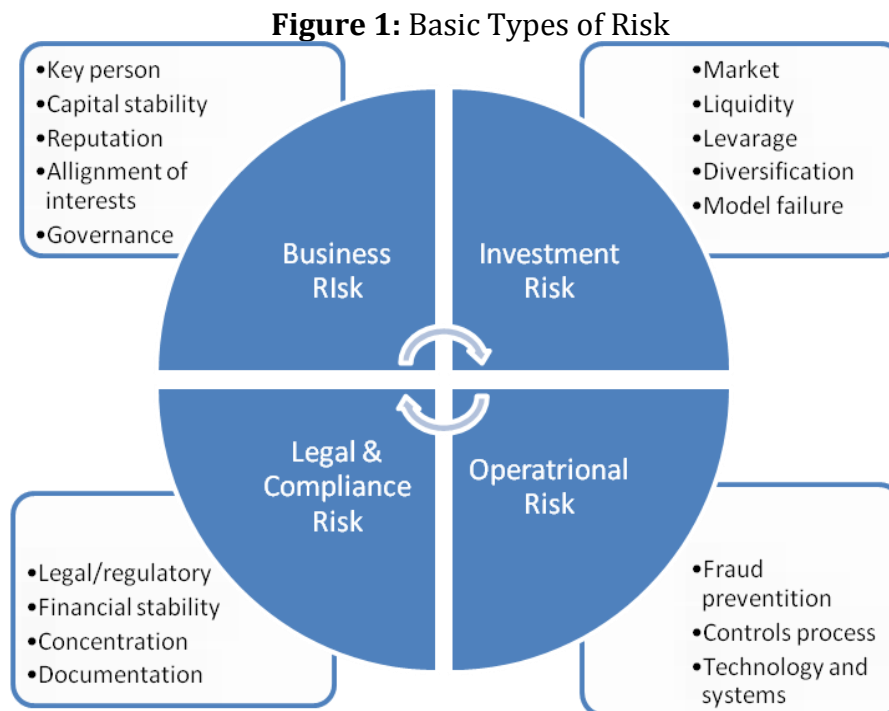 Figure 1: Basic Types of Risk
•Key person
•Capital stability
•Reputation
•Allignment of
interests
•Governance
•Market
•Liquidity
•Levarage
•Diversification
•Model failure
Business
RIsk
Investment
Risk
Legal &
Compliance
Risk
Operatrional
Risk
•Legal/regulatory
•Financial stability
•Concentration
•Documentation
•Fraud
prevention
•Controls process
•Technology and
systems